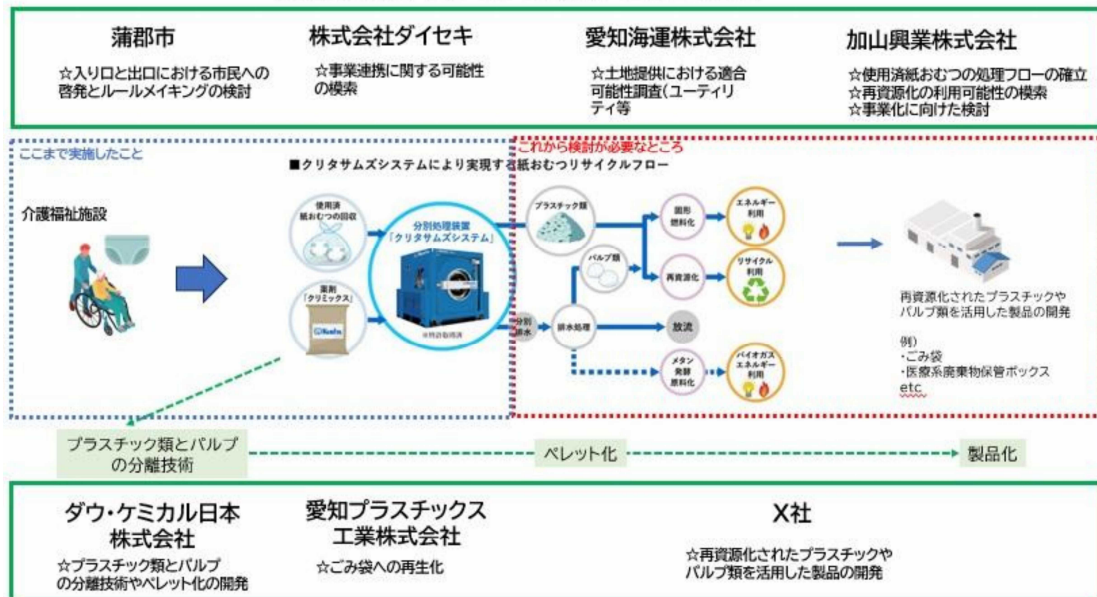 蒲郡市
☆入り口と出口における市民への
啓発とルールメイキングの検討
株式会社ダイセキ
☆事業連携に関する可能性
の模索
愛知海運株式会社
☆土地提供における適合
可能性調査(ユーティリ
ティ等
加山興業株式会社
☆使用済紙おむつの処理フローの確立
☆再資源化の利用可能性の模索
☆事業化に向けた検討
ここまで実施したこと
これから検討が必要なところ
■クリタサムズシステムにより実現する紙おむつリサイクルフロー
介護福祉施設
使用済
紙おむつの回収
薬剤
「クリミックス」
分別処理装置
「クリタサムズシステム」
※特許取得済
プラスチック類
パルプ類
分別
排水
排水処理
固形
燃料化
再資源化
放流
メタン
発酵
原料化
エネルギー
利用
リサイクル
利用
バイオガス
エネルギー
利用
再資源化されたプラスチックや
パルプ類を活用した製品の開発
例)
・ごみ袋
・医療系廃棄物保管ボックス
etc
プラスチック類とパルプ
の分離技術
ペレット化
製品化
ダウ・ケミカル日本
株式会社
☆プラスチック類とパルプ
の分離技術やペレット化の開発
愛知プラスチックス
工業株式会社
☆ごみ袋への再生化
X社
☆再資源化されたプラスチックや
パルプ類を活用した製品の開発